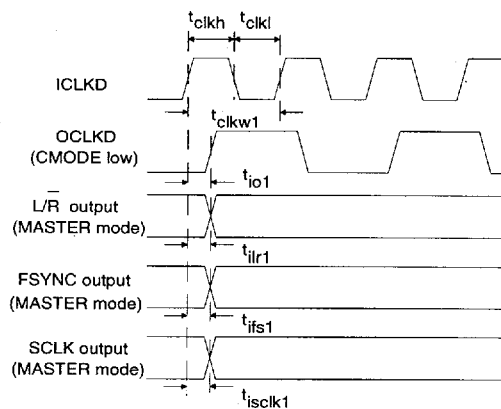 tclkh tclkl
ICLKD
tclkw1
OCLKD
(CMODE low)
tio1
L/R̅ output
(MASTER mode)
tilr1
FSYNC output
(MASTER mode)
tifs1
SCLK output
(MASTER mode)
tisclk1